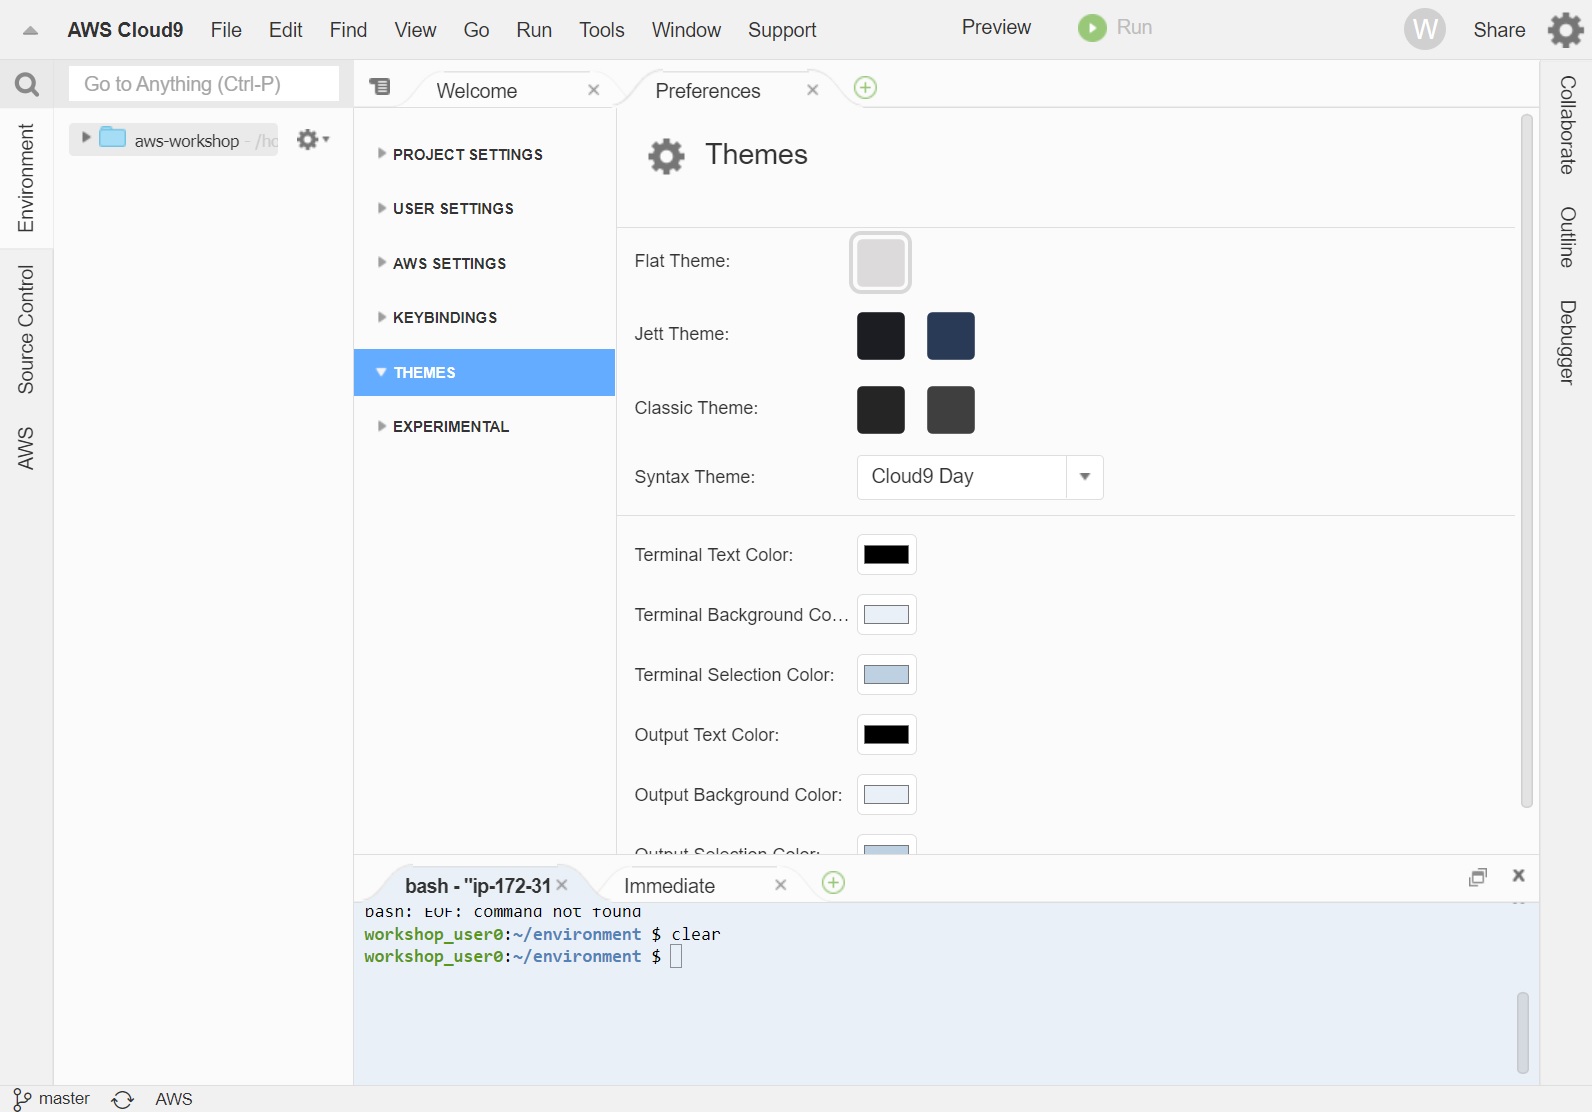 AWS Cloud9 File Edit Find View Go Run Tools Window Support Preview Run W Share
Go to Anything (Ctrl-P)
Welcome
Preferences
aws-workshop - /ho
Environment
Source Control
AWS
PROJECT SETTINGS
USER SETTINGS
AWS SETTINGS
KEYBINDINGS
THEMES
EXPERIMENTAL
Themes
Flat Theme:
Jett Theme:
Classic Theme:
Syntax Theme: Cloud9 Day
Terminal Text Color:
Terminal Background Co...
Terminal Selection Color:
Output Text Color:
Output Background Color:
Output Selection Color:
Collaborate
Outline
Debugger
bash - "ip-172-31
Immediate
bash: EOF: command not found
workshop_user0:~/environment $ clear
workshop_user0:~/environment $
master AWS